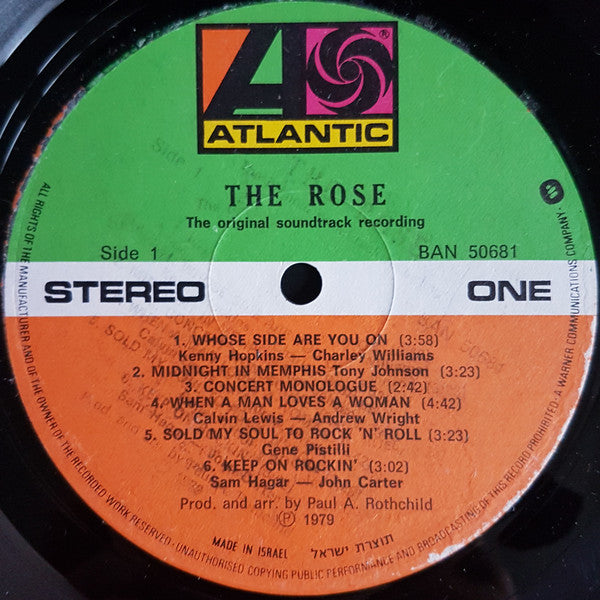 ATLANTIC
®
THE ROSE
The original soundtrack recording
Side 1
BAN 50681
STEREO
ONE
1. WHOSE SIDE ARE YOU ON (3:58)
Kenny Hopkins — Charley Williams
2. MIDNIGHT IN MEMPHIS Tony Johnson (3:23)
3. CONCERT MONOLOGUE (2:42)
4. WHEN A MAN LOVES A WOMAN (4:42)
Calvin Lewis — Andrew Wright
5. SOLD MY SOUL TO ROCK 'N' ROLL (3:23)
Gene Pistilli
6. KEEP ON ROCKIN' (3:02)
Sam Hagar — John Carter
Prod. and arr. by Paul A. Rothchild
Ⓟ 1979
MADE IN ISRAEL תוצרת ישראל
ALL RIGHTS OF THE MANUFACTURER AND OF THE OWNER OF THE RECORDED WORK RESERVED·UNAUTHORISED COPYING PUBLIC PERFORMANCE AND BROADCASTING OF THIS RECORD PROHIBITED·A WARNER COMMUNICATIONS COMPANY·